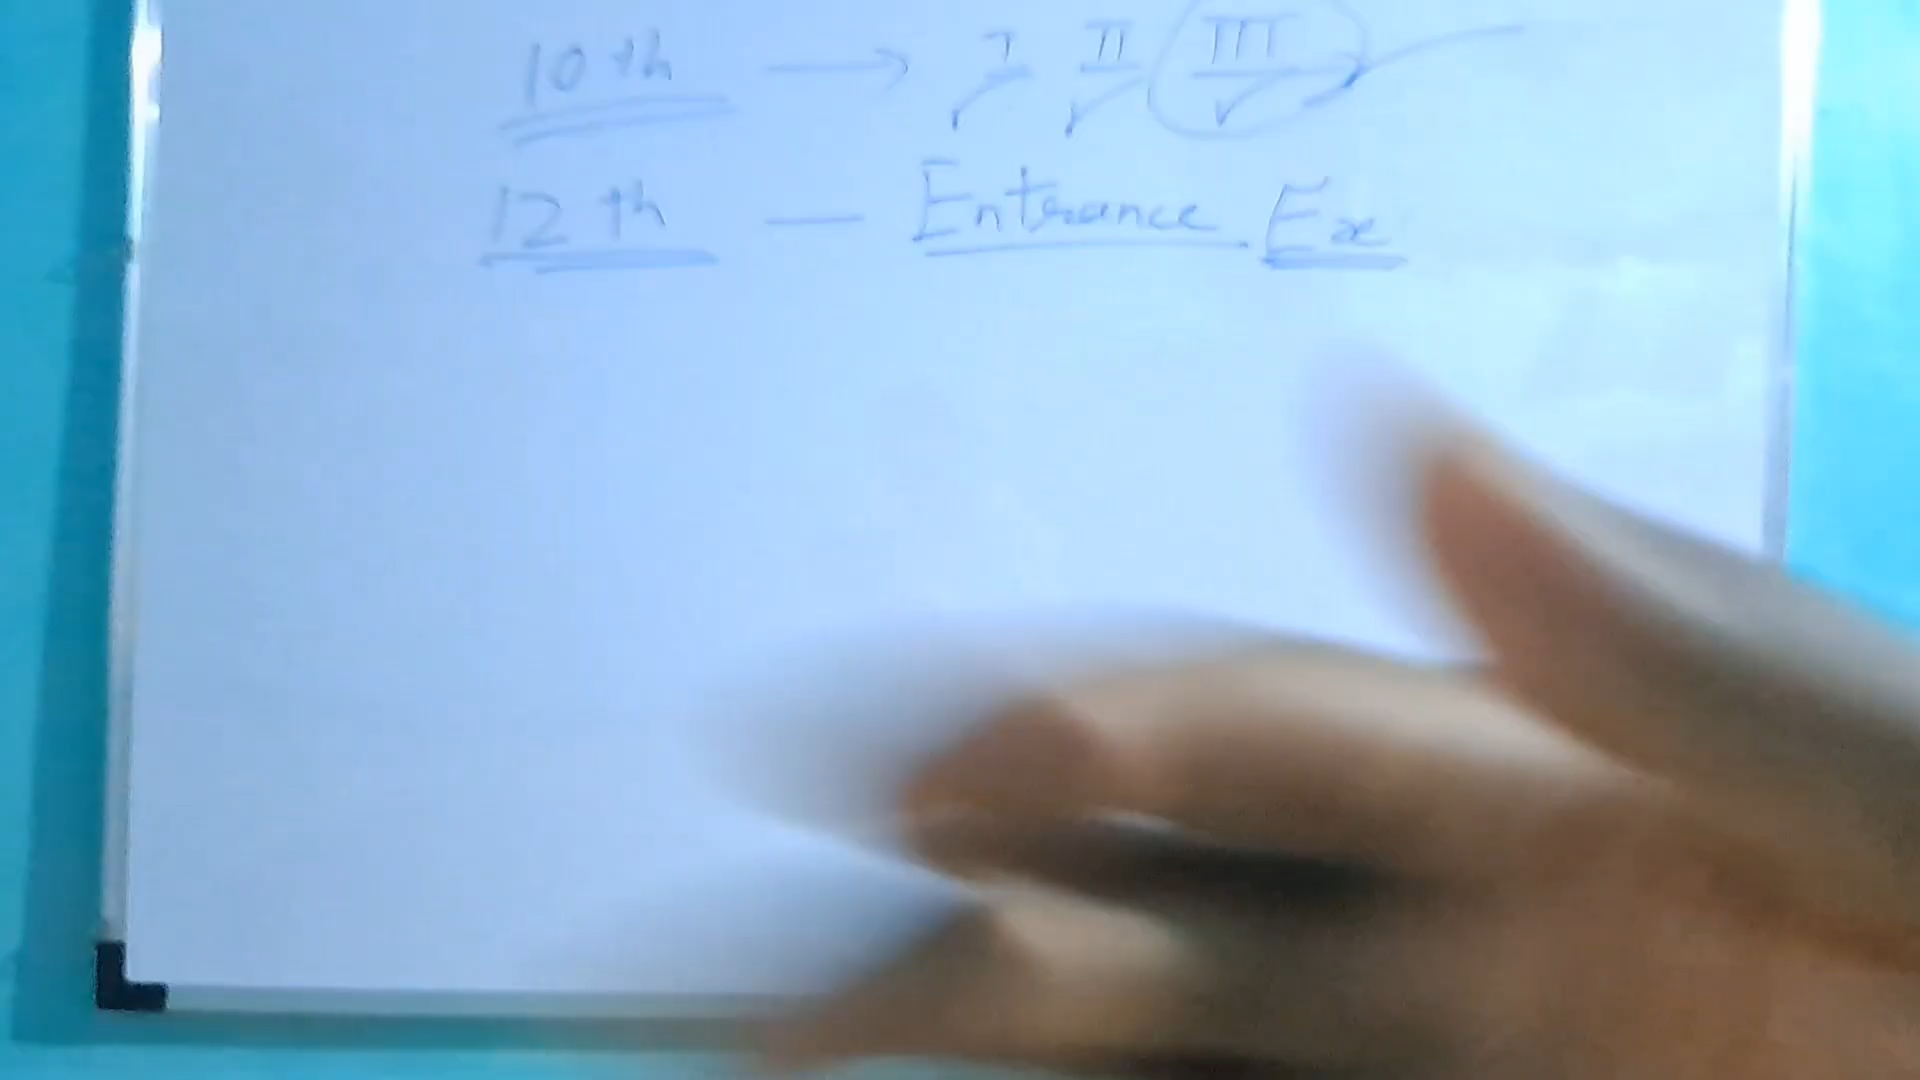 10th → I II III
12th — Entrance Ex